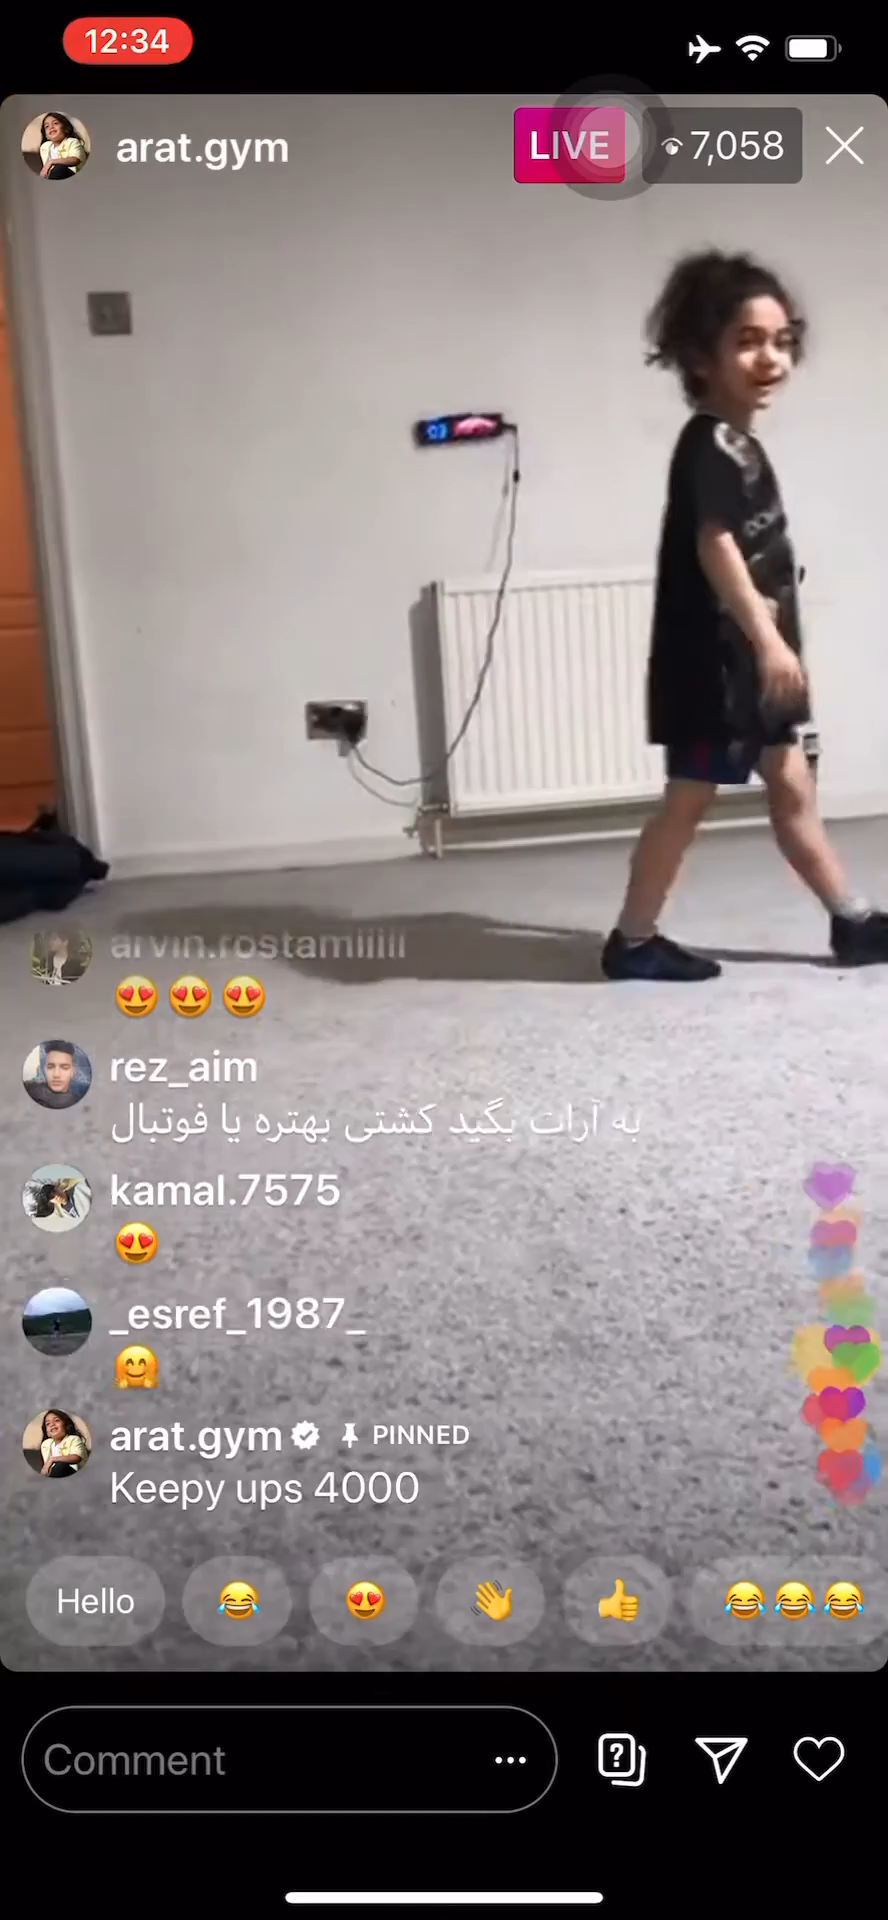 12:34
arat.gym
LIVE
7,058
arvin.rostamiiiii
😍 😍 😍
rez_aim
به آرات بگید کشتی بهتره یا فوتبال
kamal.7575
😍
_esref_1987_
🤗
arat.gym PINNED
Keepy ups 4000
Hello 😂 😍 👋 👍 😂 😂 😂
Comment